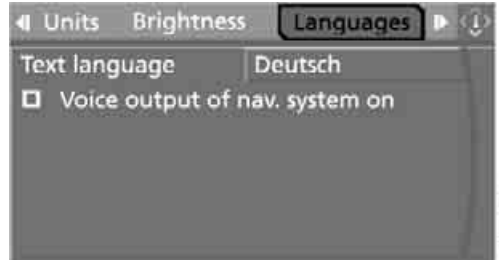 Units Brightness Languages
Text language Deutsch
Voice output of nav. system on